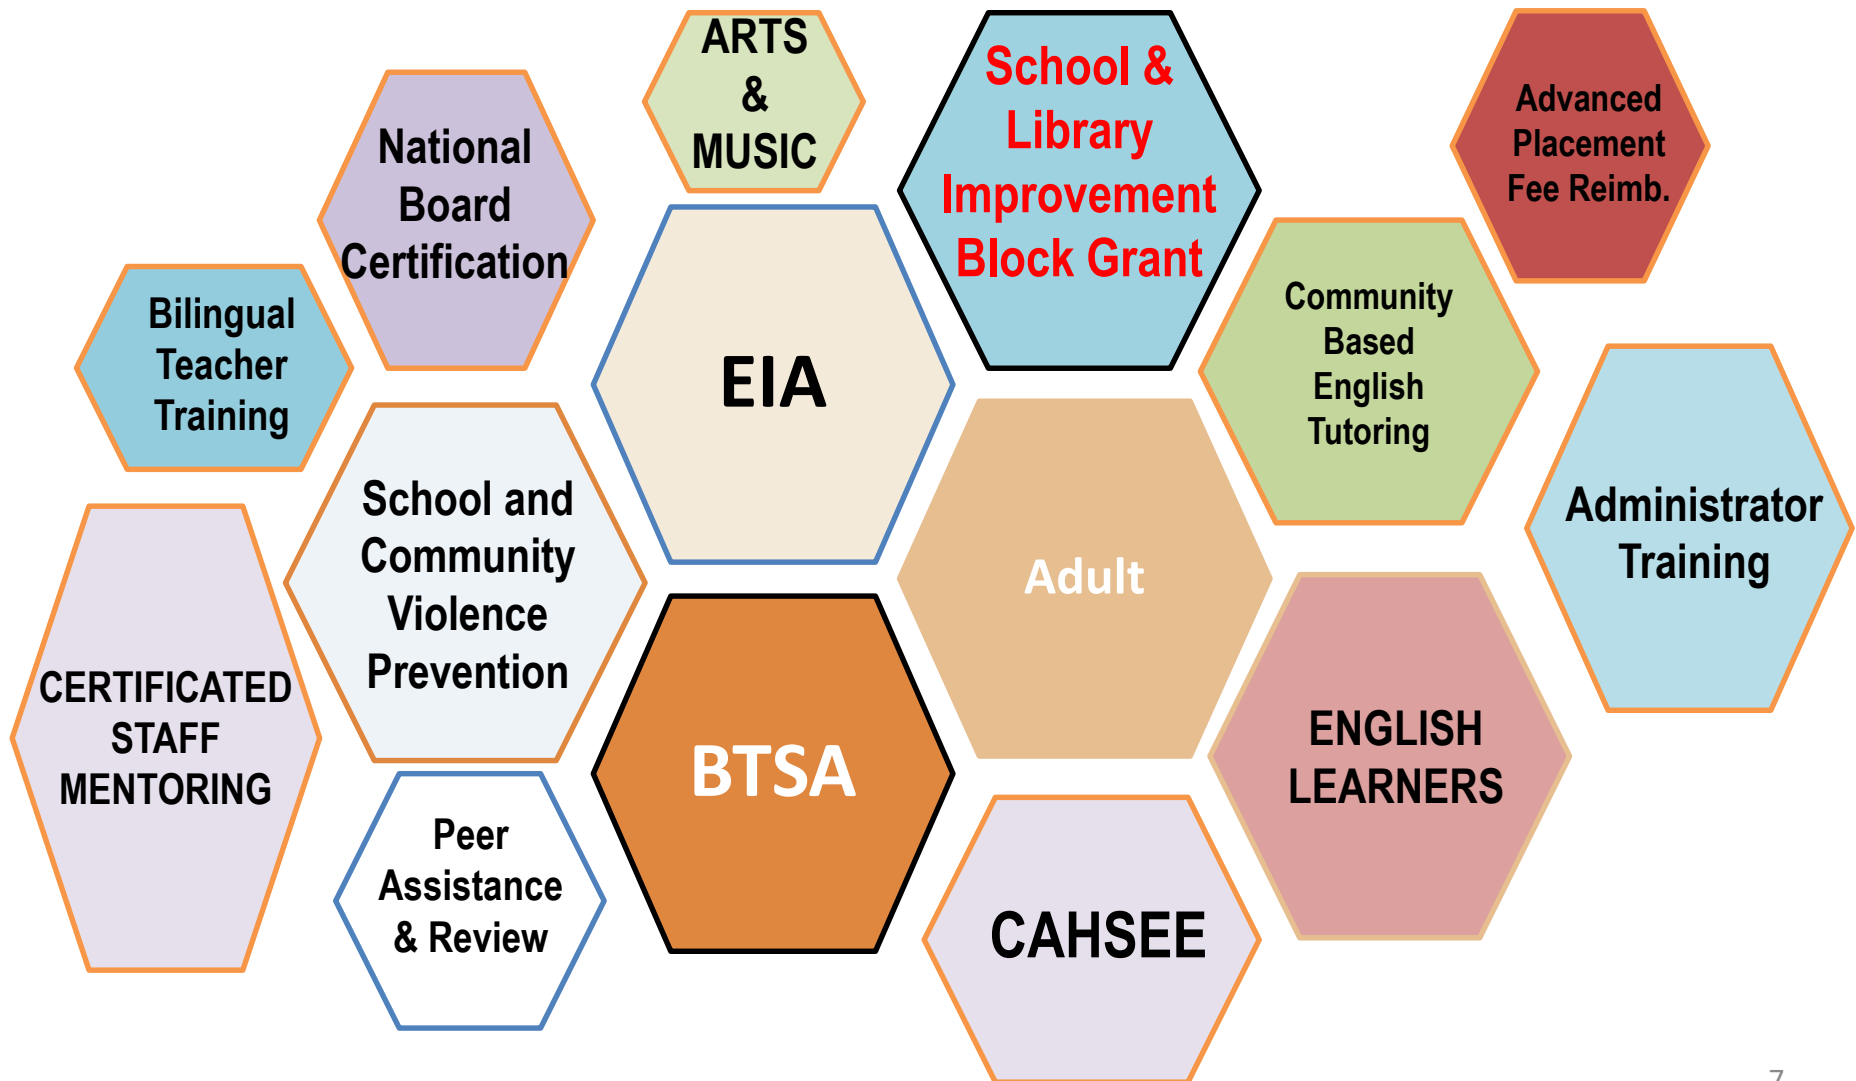 ARTS
&
MUSIC
School &
Library
Improvement
Block Grant
Advanced
Placement
Fee Reimb.
National
Board
Certification
Bilingual
Teacher
Training
EIA
Community
Based
English
Tutoring
School and
Community
Violence
Prevention
Adult
Administrator
Training
CERTIFICATED
STAFF
MENTORING
BTSA
ENGLISH
LEARNERS
Peer
Assistance
& Review
CAHSEE
7